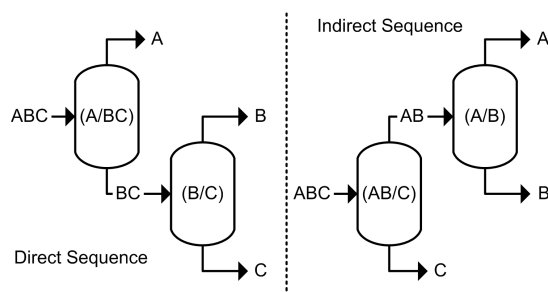 A
ABC
(A/BC)
B
BC
(B/C)
Direct Sequence
C
Indirect Sequence
A
AB
(A/B)
ABC
(AB/C)
B
C